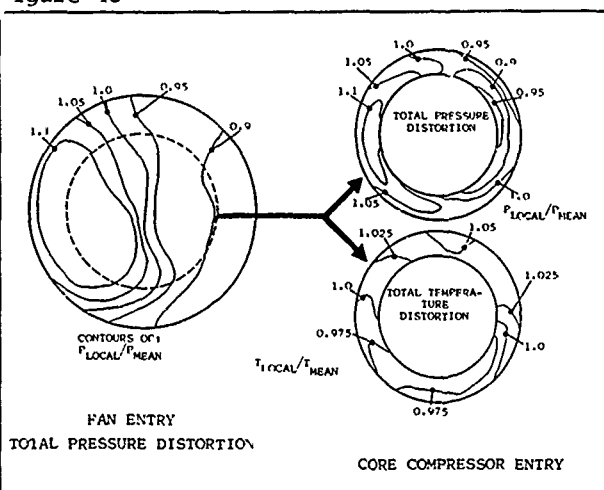 1.1
1.05
1.0
0.95
0.9
CONTOURS OF:
PLOCAL/PMEAN
FAN ENTRY
TOTAL PRESSURE DISTORTION
1.0
0.95
1.05
0.9
1.1
0.95
TOTAL PRESSURE
DISTORTION
1.05
1.0
PLOCAL/PMEAN
1.025
1.05
1.025
1.0
TOTAL TEMPERA-
TURE
DISTORTION
0.975
1.0
TLOCAL/TMEAN
0.975
CORE COMPRESSOR ENTRY